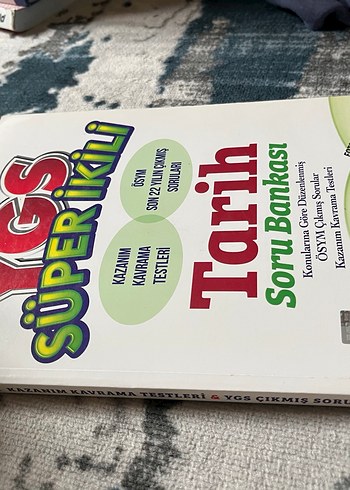 YGS
SÜPER İKİLİ
KAZANIM
KAVRAMA
TESTLERİ
ÖSYM
SON 22 YILIN ÇIKMIŞ
SORULARI
Tarih
Soru Bankası
Konularına Göre Düzenlenmiş
ÖSYM Çıkmış Sorular
Kazanım Kavrama Testleri
KAZANIM KAVRAMA TESTLERİ & YGS ÇIKMIŞ SORU